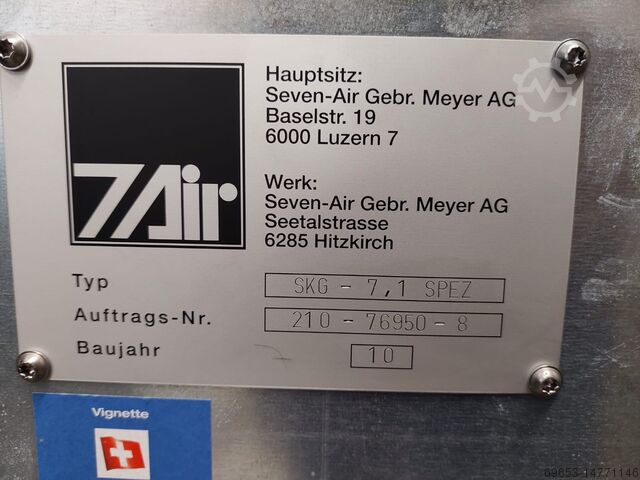 7Air
Hauptsitz:
Seven-Air Gebr. Meyer AG
Baselstr. 19
6000 Luzern 7
Werk:
Seven-Air Gebr. Meyer AG
Seetalstrasse
6285 Hitzkirch
Typ SKG - 7,1 SPEZ
Auftrags-Nr. 210-76950-8
Baujahr 10
Vignette
69653-14771146